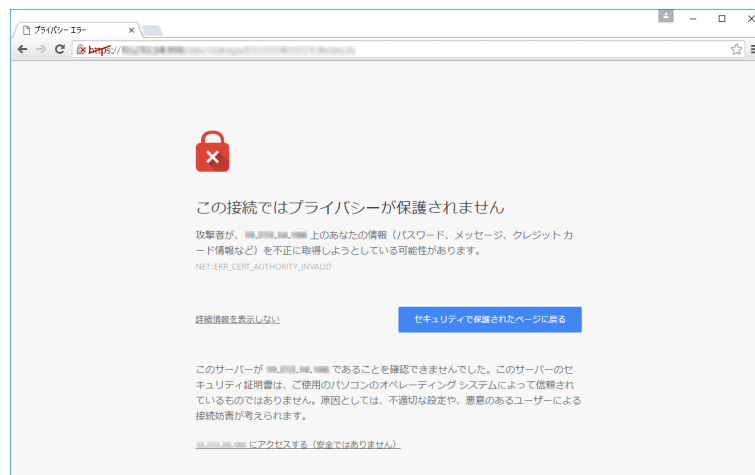 プライバシー エラー
https://
この接続ではプライバシーが保護されません
攻撃者が、 上のあなたの情報（パスワード、メッセージ、クレジット カ
ード情報など）を不正に取得しようとしている可能性があります。
NET::ERR_CERT_AUTHORITY_INVALID
詳細情報を表示しない
セキュリティで保護されたページに戻る
このサーバーが であることを確認できませんでした。このサーバーのセ
キュリティ証明書は、ご使用のパソコンのオペレーティング システムによって信頼され
ているものではありません。原因としては、不適切な設定や、悪意のあるユーザーによる
接続妨害が考えられます。
にアクセスする（安全ではありません）